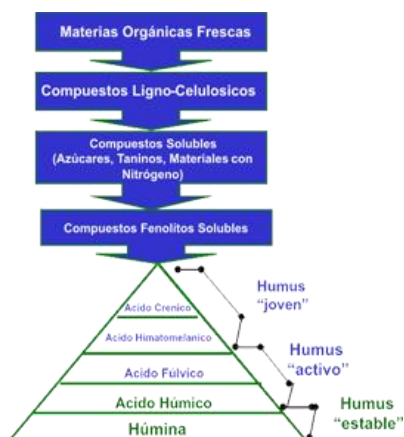 Materias Orgánicas Frescas
Compuestos Ligno-Celulosicos
Compuestos Solubles
(Azúcares, Taninos, Materiales con
Nitrógeno)
Compuestos Fenolítos Solubles
Acido Crenico
Acido Himatomelanico
Acido Fúlvico
Acido Húmico
Húmina
Humus
"joven"
Humus
"activo"
Humus
"estable"